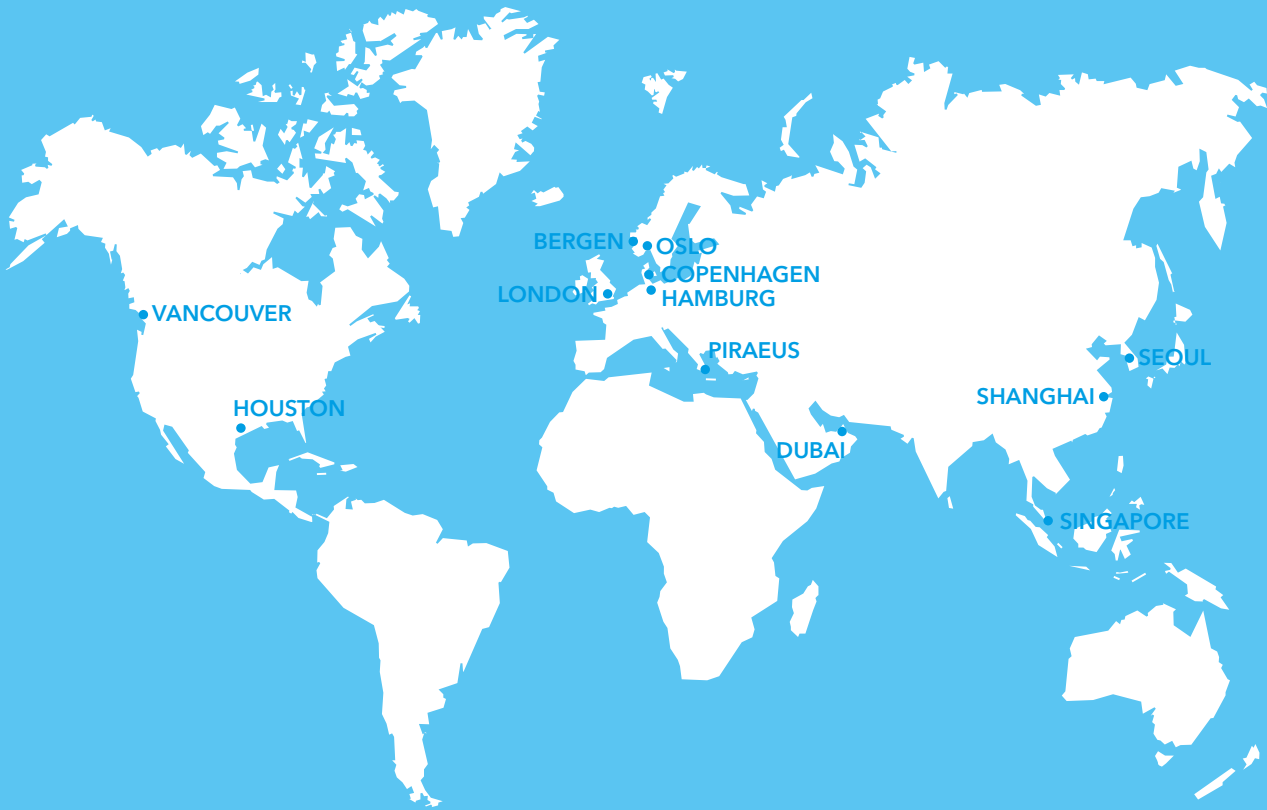 BERGEN
OSLO
COPENHAGEN
LONDON
HAMBURG
VANCOUVER
PIRAEUS
SEOUL
SHANGHAI
HOUSTON
DUBAI
SINGAPORE